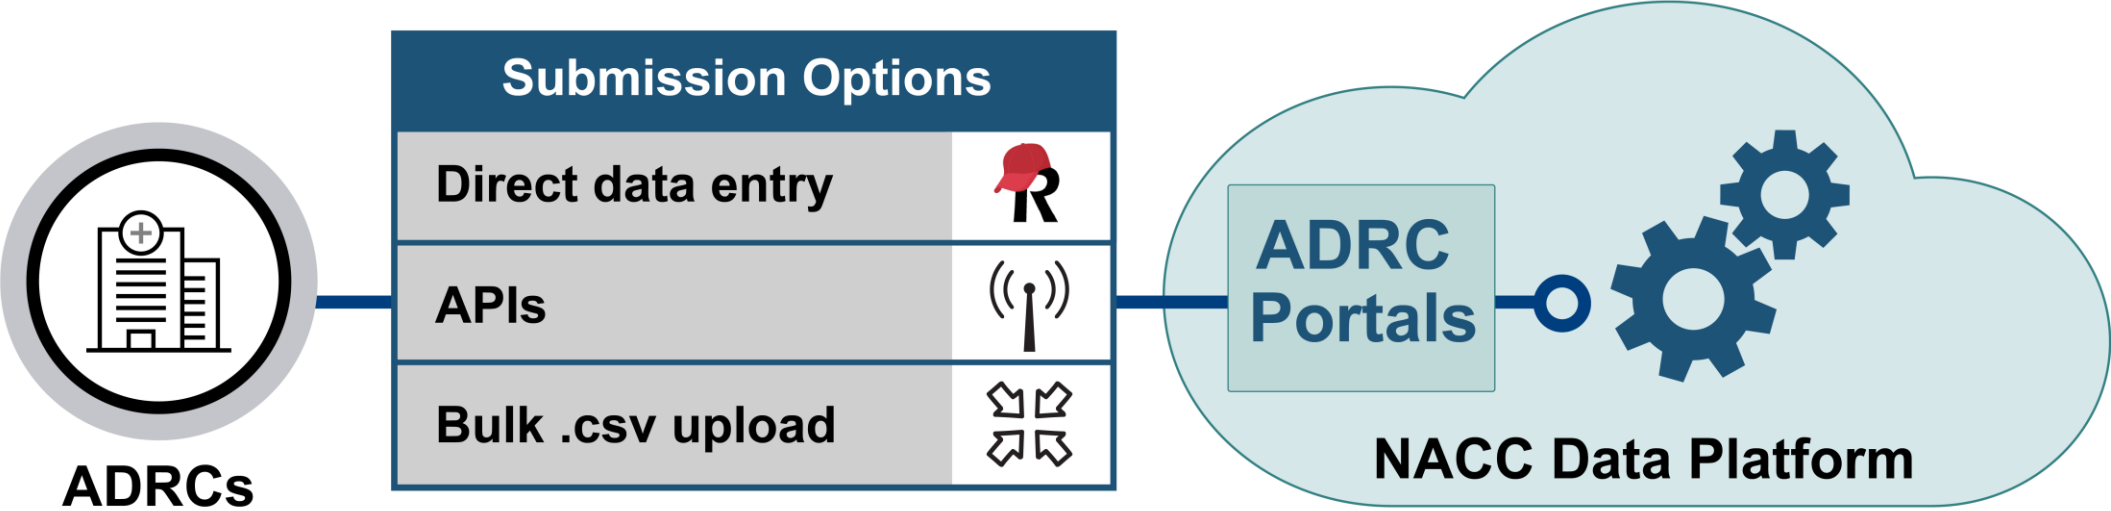 ADRCs
Submission Options
Direct data entry
R
APIs
Bulk .csv upload
ADRC
Portals
NACC Data Platform